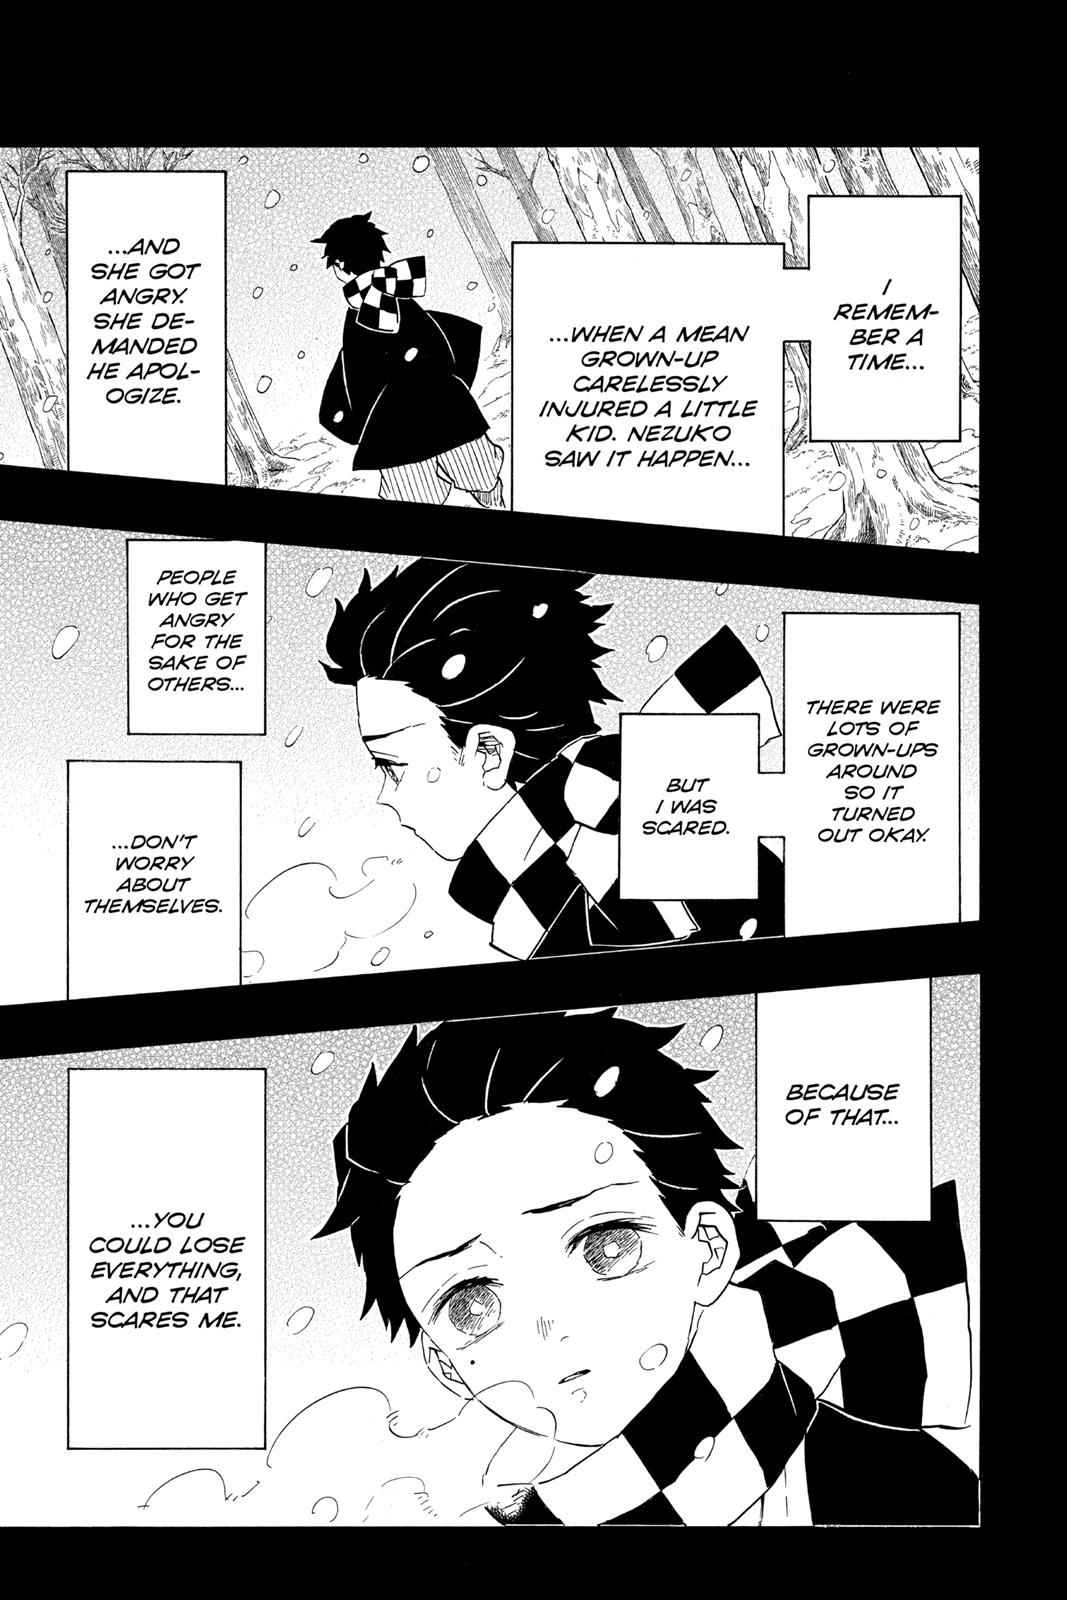 I
REMEM-
BER A
TIME...
...WHEN A MEAN
GROWN-UP
CARELESSLY
INJURED A LITTLE
KID. NEZUKO
SAW IT HAPPEN...
...AND
SHE GOT
ANGRY.
SHE DE-
MANDED
HE APOL-
OGIZE.
THERE WERE
LOTS OF
GROWN-UPS
AROUND
SO IT
TURNED
OUT OKAY.
BUT
I WAS
SCARED.
PEOPLE
WHO GET
ANGRY
FOR THE
SAKE OF
OTHERS...
...DON'T
WORRY
ABOUT
THEMSELVES.
BECAUSE
OF THAT...
...YOU
COULD LOSE
EVERYTHING,
AND THAT
SCARES ME.